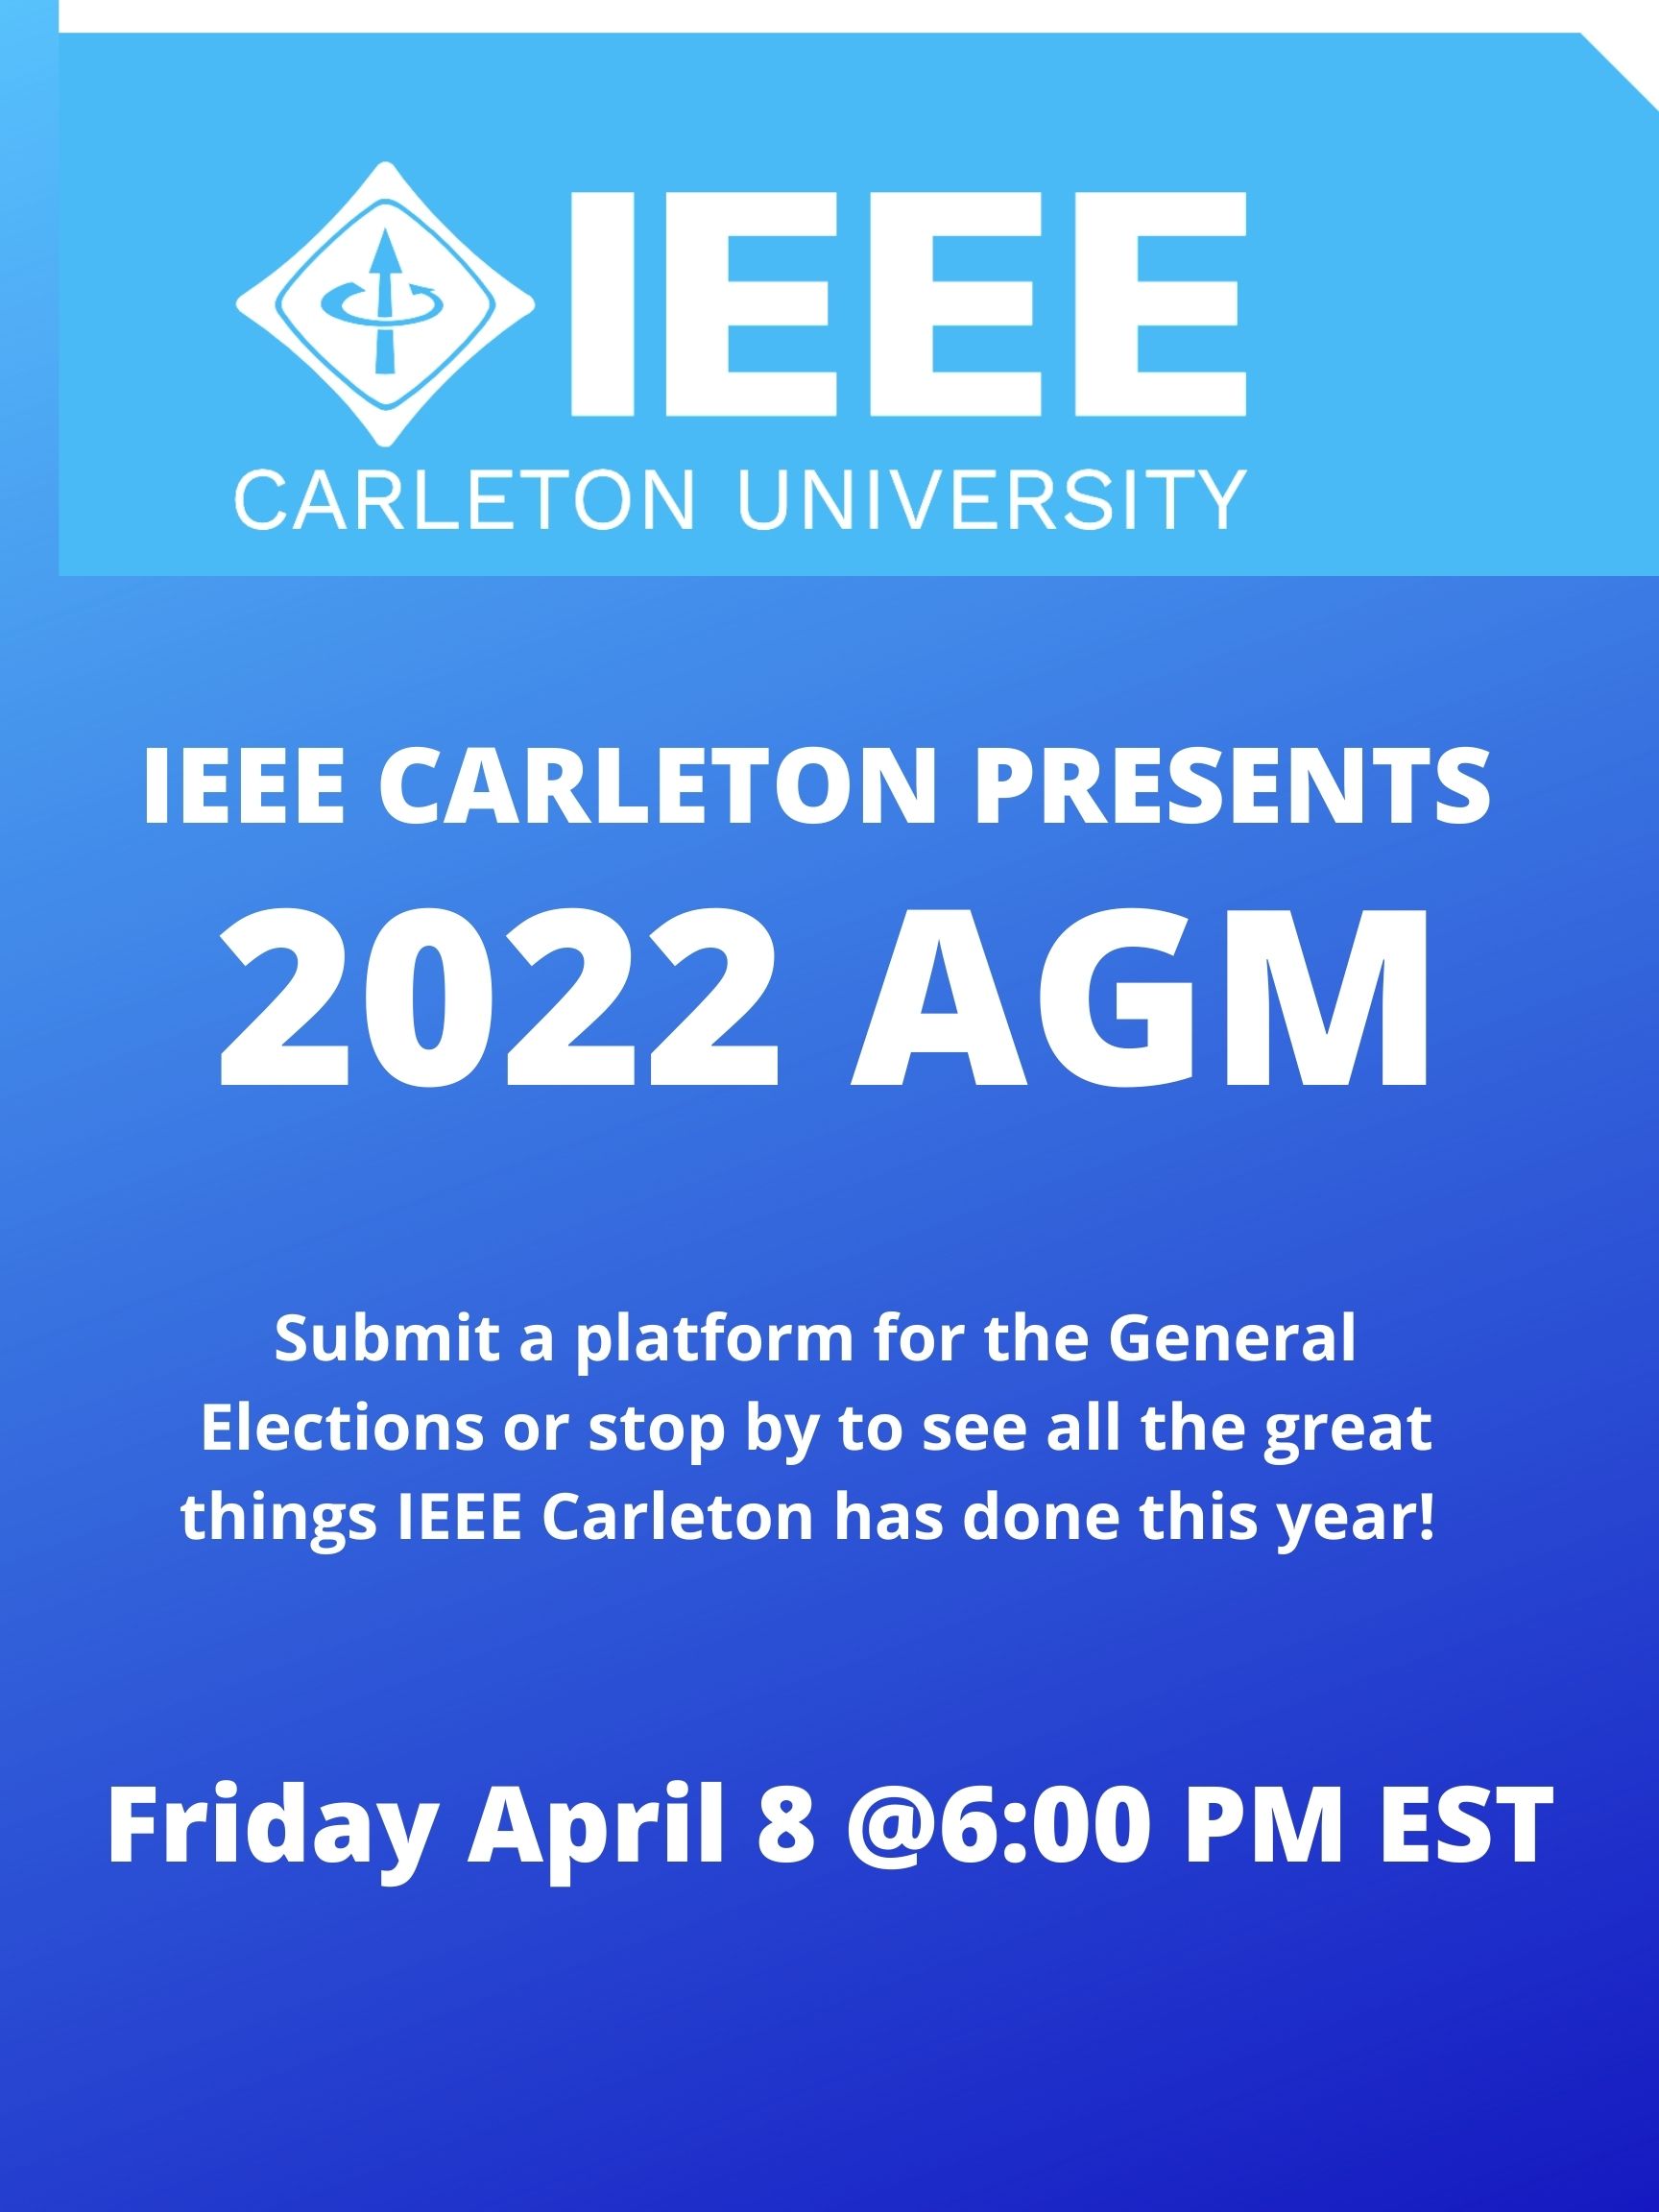 IEEE
CARLETON UNIVERSITY
IEEE CARLETON PRESENTS
2022 AGM
Submit a platform for the General
Elections or stop by to see all the great
things IEEE Carleton has done this year!
Friday April 8 @6:00 PM EST